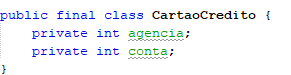 public final class CartaoCredito {
    private int agencia;
    private int conta;
}